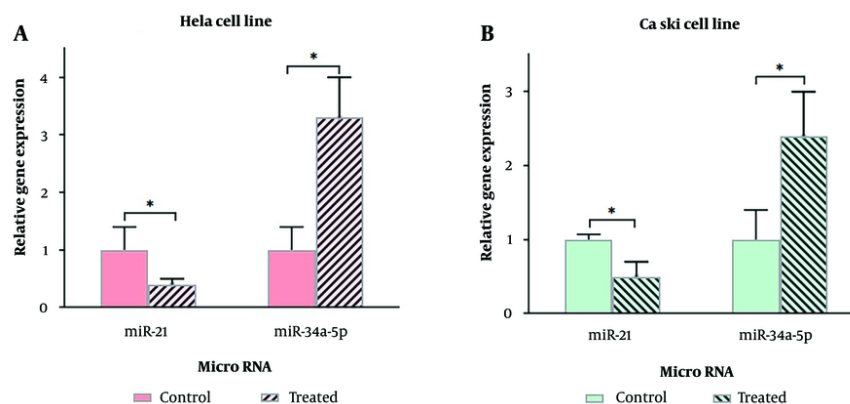 A
Hela cell line
Relative gene expression
4
3
2
1
0
*
*
miR-21
miR-34a-5p
Micro RNA
Control
Treated
B
Ca ski cell line
Relative gene expression
3
2
1
0
*
*
miR-21
miR-34a-5p
Micro RNA
Control
Treated